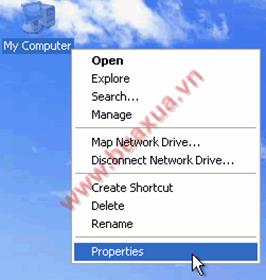 My Computer
Open
Explore
Search...
Manage
Map Network Drive...
Disconnect Network Drive...
Create Shortcut
Delete
Rename
Properties
www.buaxua.vn